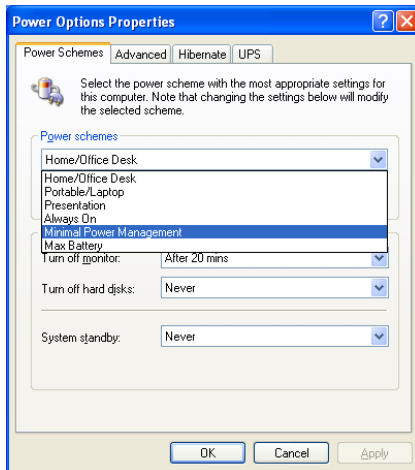 Power Options Properties
Power Schemes Advanced Hibernate UPS
Select the power scheme with the most appropriate settings for
this computer. Note that changing the settings below will modify
the selected scheme.
Power schemes
Home/Office Desk
Home/Office Desk
Portable/Laptop
Presentation
Always On
Minimal Power Management
Max Battery
Turn off monitor: After 20 mins
Turn off hard disks: Never
System standby: Never
OK Cancel Apply